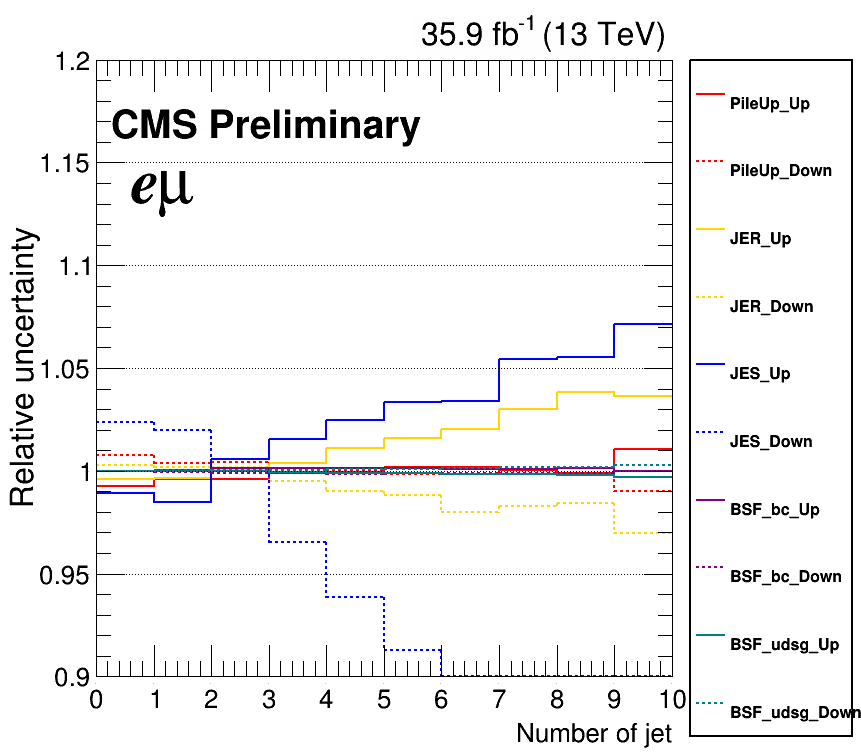 35.9 fb-1 (13 TeV)
CMS Preliminary
eμ
Relative uncertainty
1.2
1.15
1.1
1.05
1
0.95
0.9
0 1 2 3 4 5 6 7 8 9 10
Number of jet
PileUp_Up
PileUp_Down
JER_Up
JER_Down
JES_Up
JES_Down
BSF_bc_Up
BSF_bc_Down
BSF_udsg_Up
BSF_udsg_Down